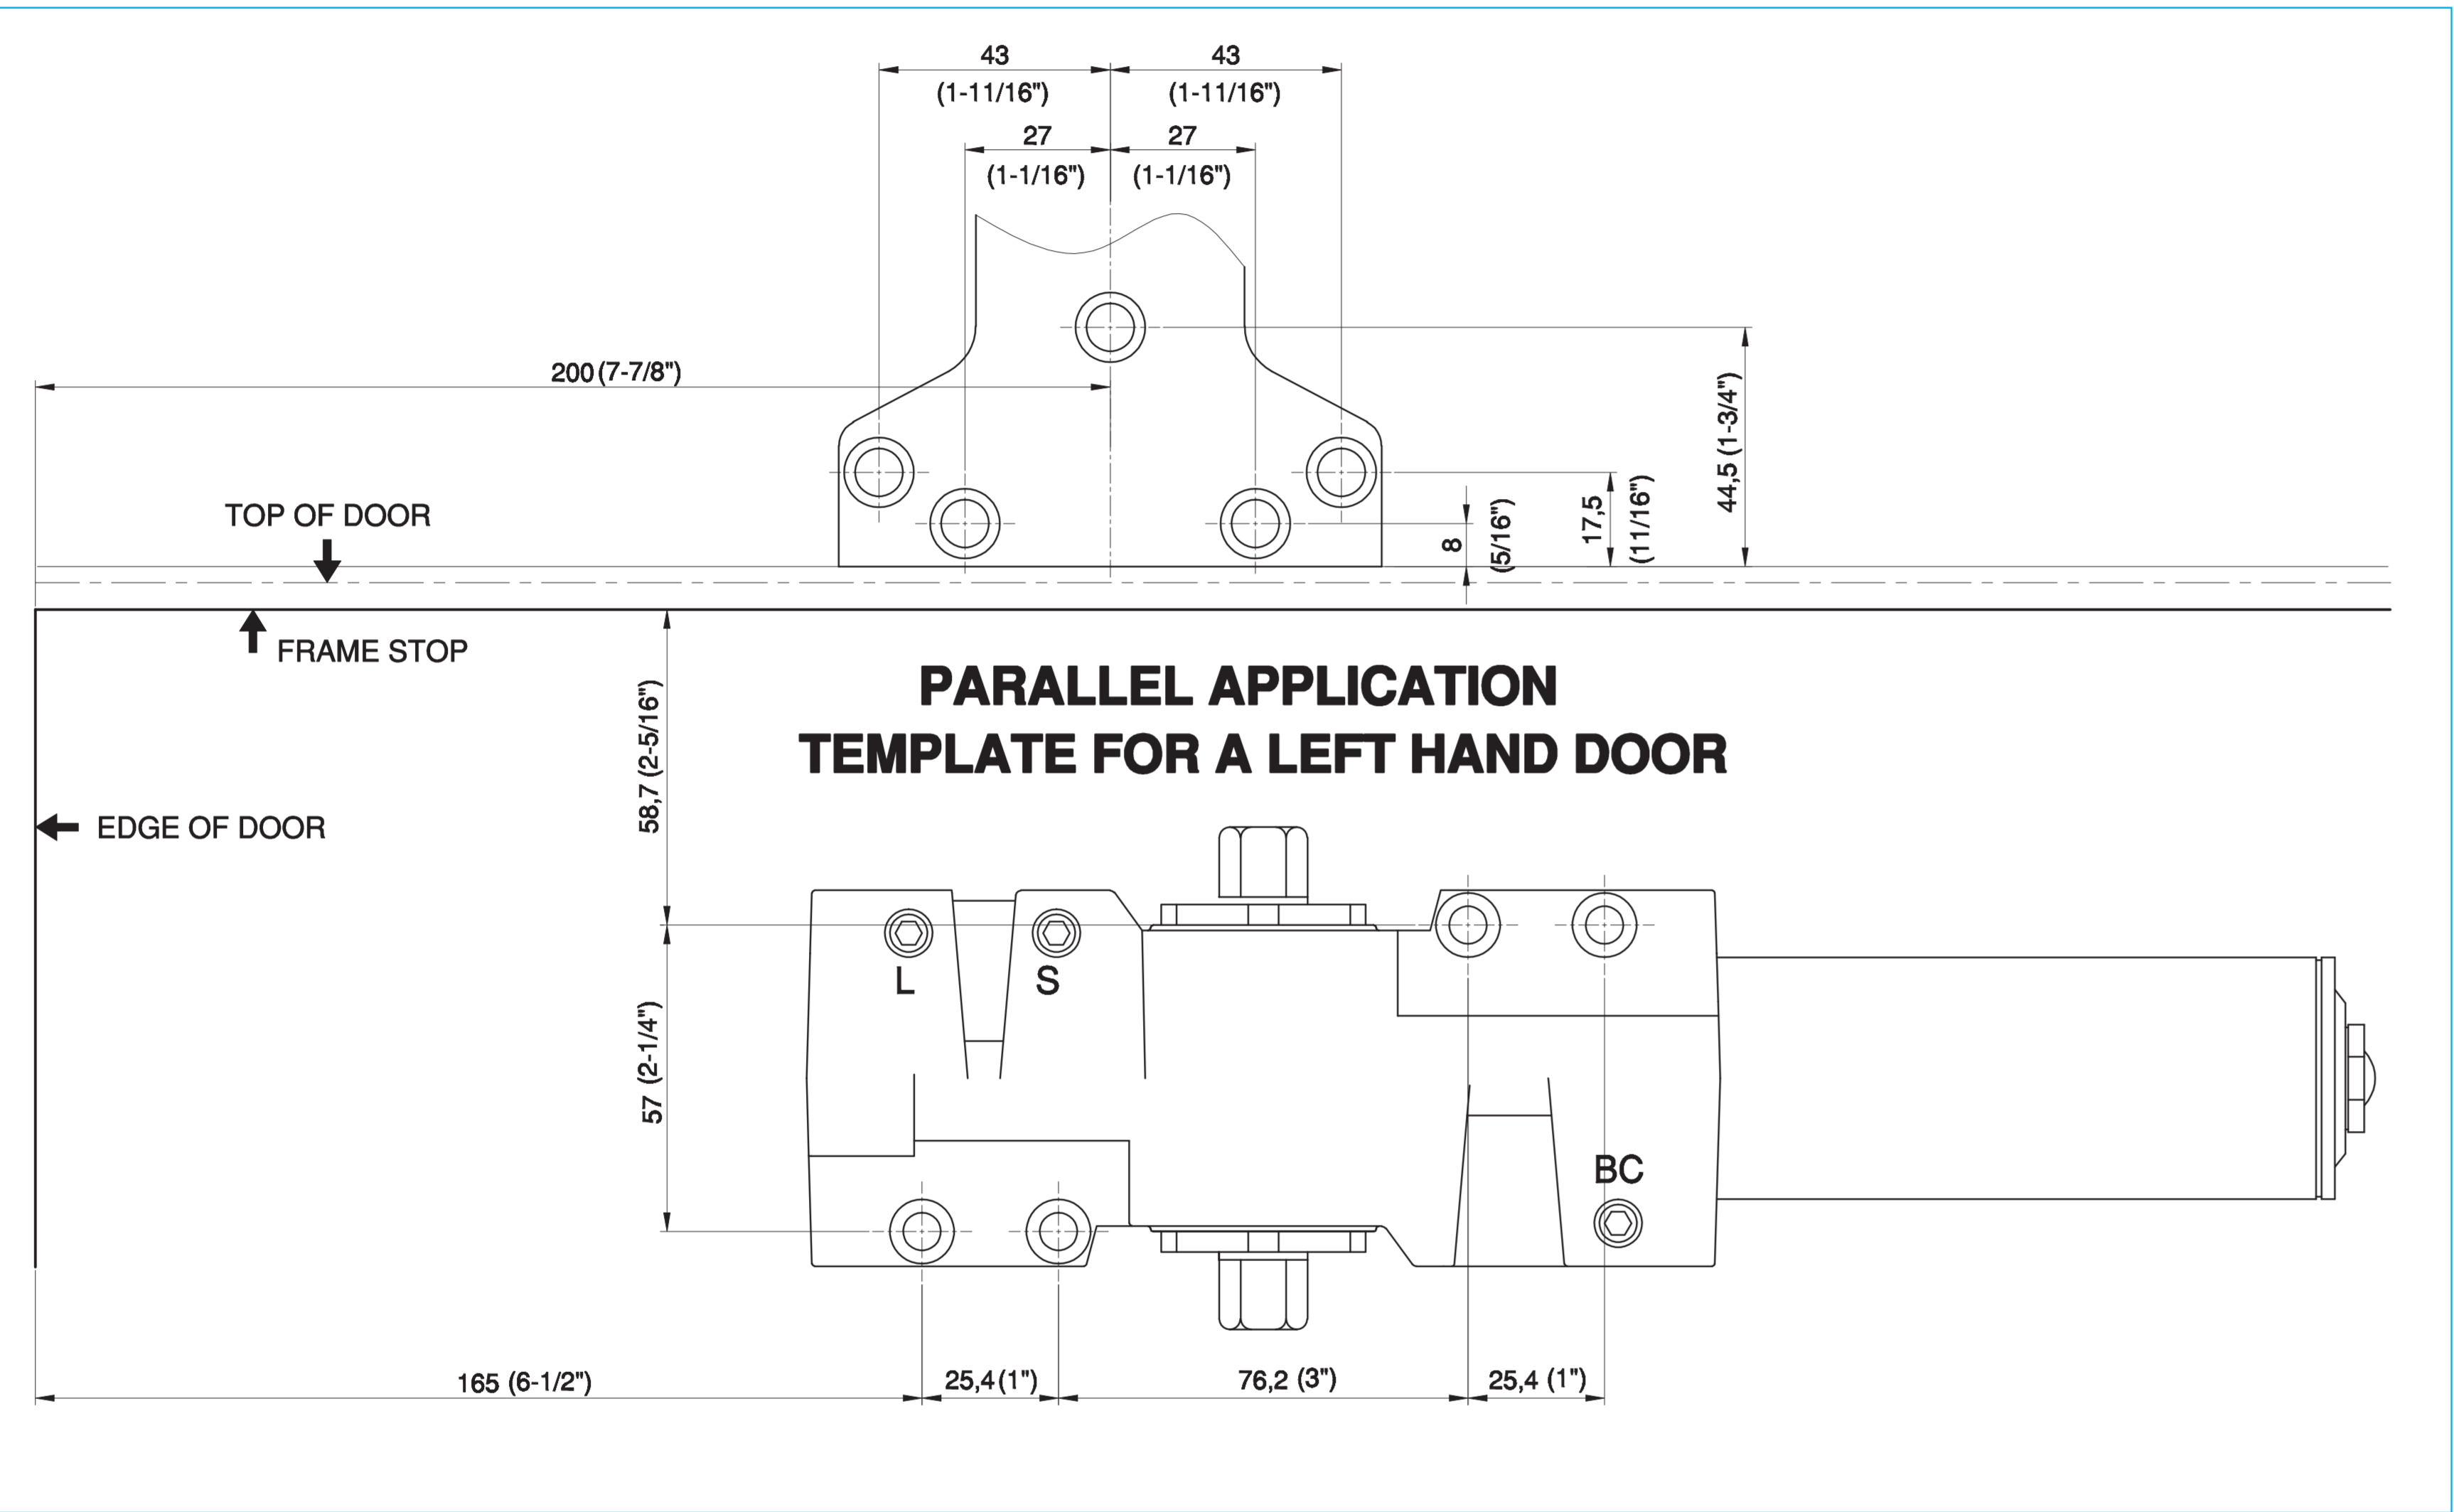 43
43
(1-11/16")
(1-11/16")
27
27
(1-1/16")
(1-1/16")
200 (7-7/8")
44,5 (1-3/4")
17,5
(11/16")
8
(5/16")
TOP OF DOOR
FRAME STOP
58,7 (2-5/16")
PARALLEL APPLICATION
TEMPLATE FOR A LEFT HAND DOOR
EDGE OF DOOR
L
S
57 (2-1/4")
BC
165 (6-1/2")
25,4 (1")
76,2 (3")
25,4 (1")